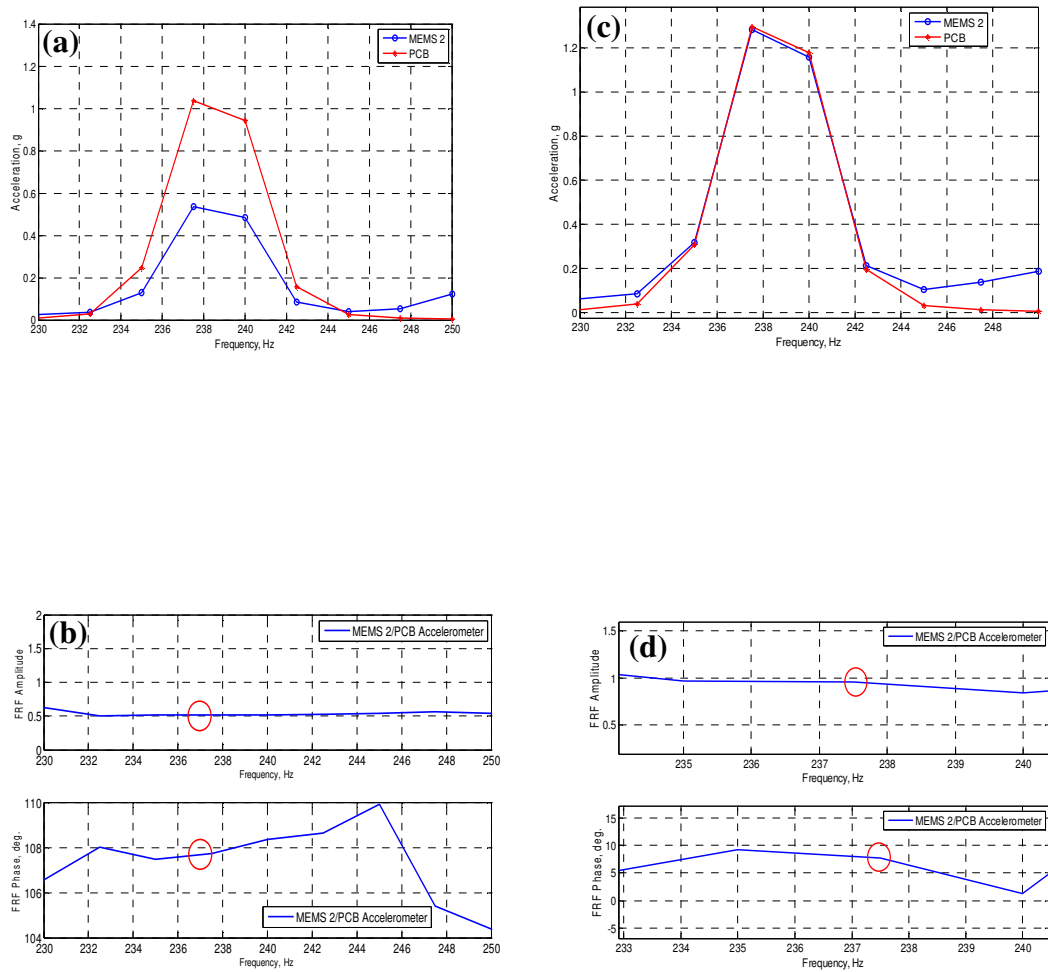 (a)
MEMS 2
PCB
Acceleration, g
1.4
1.2
1
0.8
0.6
0.4
0.2
0
230 232 234 236 238 240 242 244 246 248 250
Frequency, Hz
(c)
MEMS 2
PCB
Acceleration, g
1.2
1
0.8
0.6
0.4
0.2
0
230 232 234 236 238 240 242 244 246 248
Frequency, Hz
(b)
MEMS 2/PCB Accelerometer
FRF Amplitude
2
1.5
1
0.5
0
230 232 234 236 238 240 242 244 246 248 250
Frequency, Hz
FRF Phase, deg.
110
108
106
104
MEMS 2/PCB Accelerometer
230 232 234 236 238 240 242 244 246 248 250
Frequency, Hz
(d)
MEMS 2/PCB Accelerometer
FRF Amplitude
1.5
1
0.5
235 236 237 238 239 240
Frequency, Hz
MEMS 2/PCB Accelerometer
FRF Phase, deg.
15
10
5
0
-5
233 234 235 236 237 238 239 240
Frequency, Hz